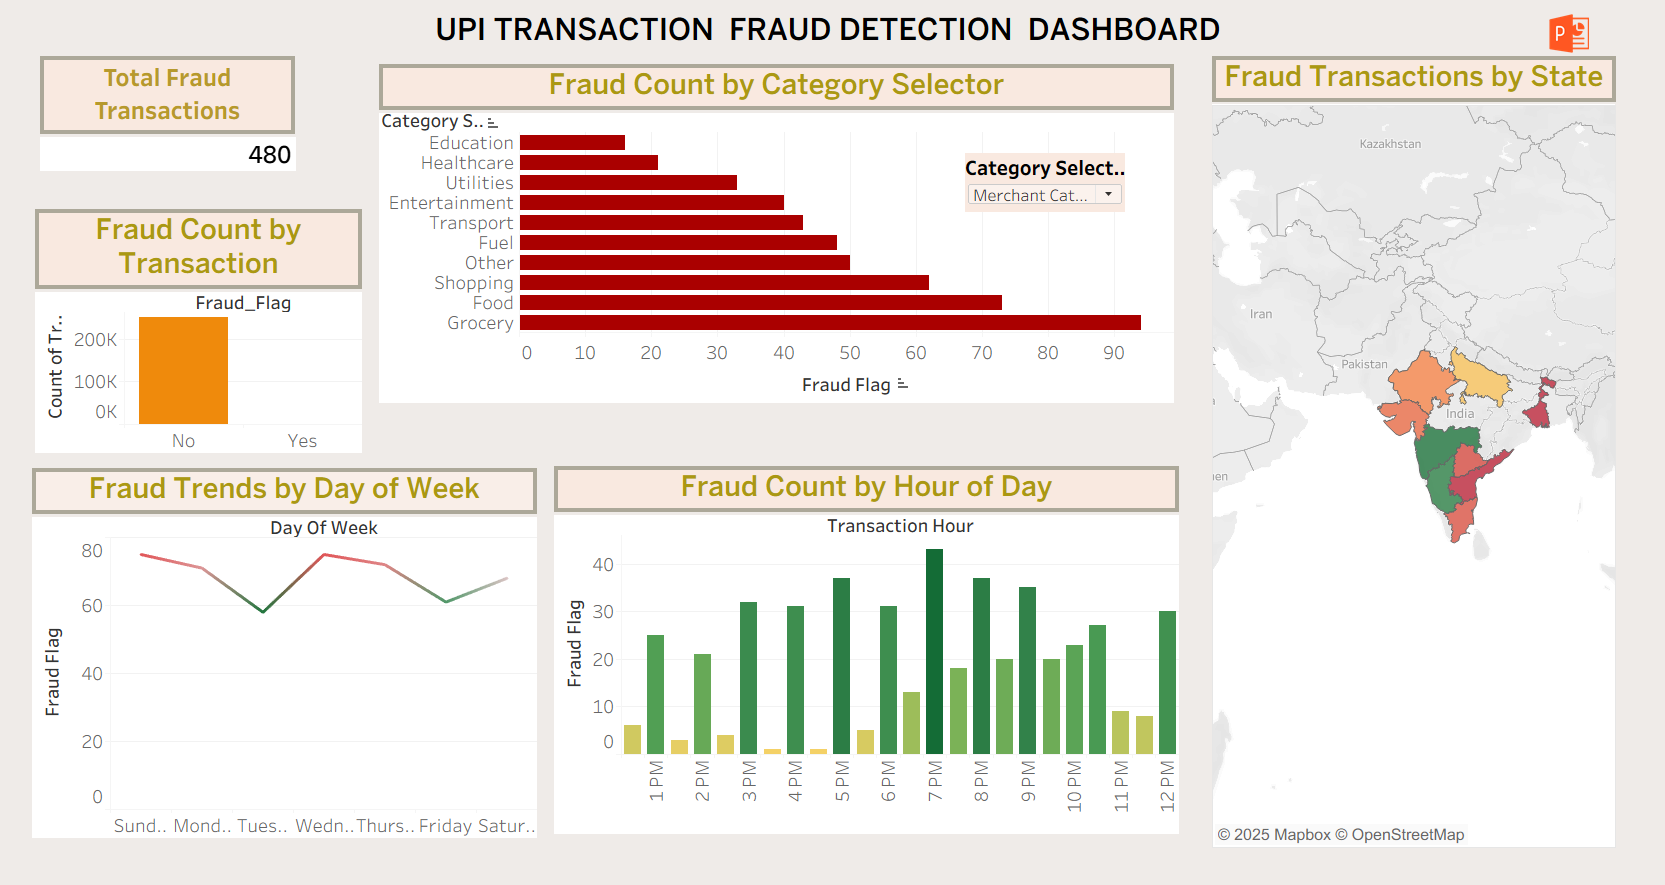 UPI TRANSACTION  FRAUD DETECTION  DASHBOARD
P
Total Fraud
Transactions
480
Fraud Count by
Transaction
Fraud_Flag
Count of Tr..
200K
100K
0K
No
Yes
Fraud Count by Category Selector
Category S..
Education
Healthcare
Utilities
Entertainment
Transport
Fuel
Other
Shopping
Food
Grocery
0 10 20 30 40 50 60 70 80 90
Fraud Flag
Category Select..
Merchant Cat...
Fraud Transactions by State
Kazakhstan
Iran
Pakistan
India
© 2025 Mapbox © OpenStreetMap
Fraud Trends by Day of Week
Day Of Week
Fraud Flag
80
60
40
20
0
Sund.. Mond.. Tues.. Wedn.. Thurs.. Friday Satur..
Fraud Count by Hour of Day
Transaction Hour
Fraud Flag
40
30
20
10
0
1 PM 2 PM 3 PM 4 PM 5 PM 6 PM 7 PM 8 PM 9 PM 10 PM 11 PM 12 PM